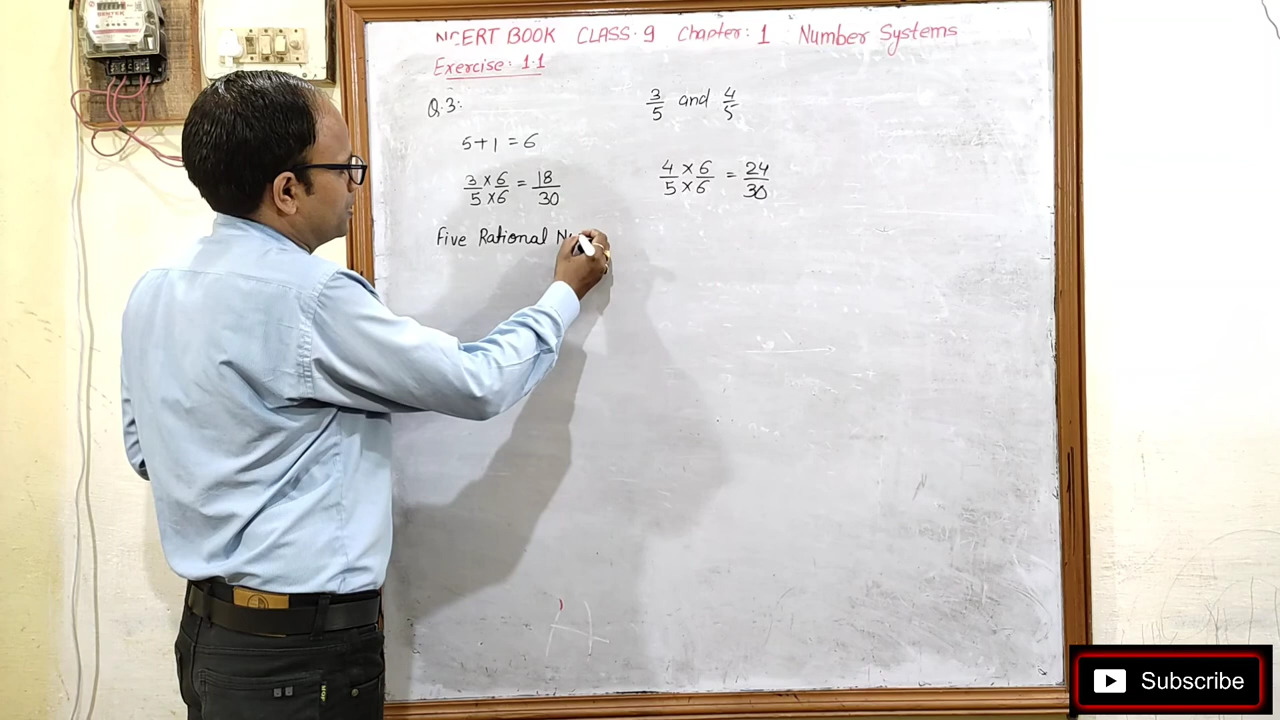 NCERT BOOK CLASS.9 Chapter: 1 Number Systems
Exercise: 1.1
Q.3: 3/5 and 4/5
5+1 = 6
3×6/5×6 = 18/30 4×6/5×6 = 24/30
Five Rational
Subscribe